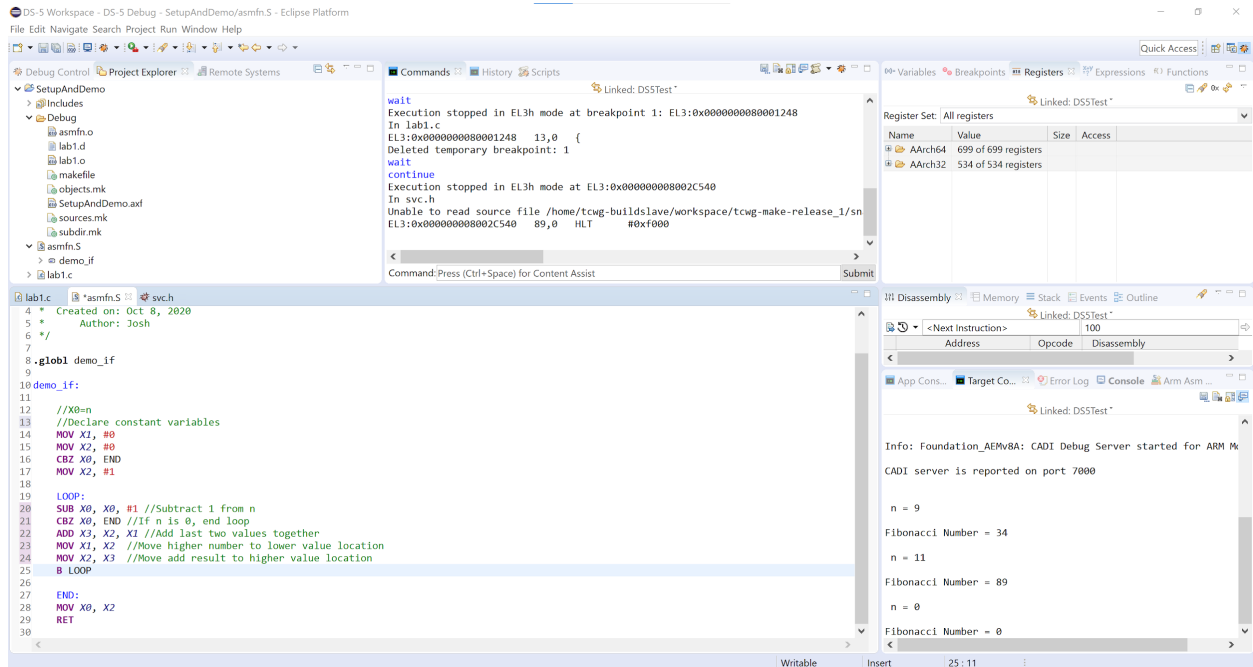 DS-5 Workspace - DS-5 Debug - SetupAndDemo/asmfn.S - Eclipse Platform
File Edit Navigate Search Project Run Window Help
Quick Access
Debug Control Project Explorer Remote Systems
SetupAndDemo
Includes
Debug
asmfn.o
lab1.d
lab1.o
makefile
objects.mk
SetupAndDemo.axf
sources.mk
subdir.mk
asmfn.S
demo_if
lab1.c
Commands History Scripts
Linked: DS5Test
wait
Execution stopped in EL3h mode at breakpoint 1: EL3:0x0000000080001248
In lab1.c
EL3:0x0000000080001248 13,0 {
Deleted temporary breakpoint: 1
wait
continue
Execution stopped in EL3h mode at EL3:0x000000008002C540
In svc.h
Unable to read source file /home/tcwg-buildslave/workspace/tcwg-make-release_1/sn
EL3:0x000000008002C540 89,0 HLT #0xf000
Command: Press (Ctrl+Space) for Content Assist Submit
Variables Breakpoints Registers Expressions Functions
Linked: DS5Test
Register Set: All registers
Name Value Size Access
AArch64 699 of 699 registers
AArch32 534 of 534 registers
lab1.c *asmfn.S svc.h
4 * Created on: Oct 8, 2020
5 * Author: Josh
6 */
7
8 .globl demo_if
9
10 demo_if:
11
12 //X0=n
13 //Declare constant variables
14 MOV X1, #0
15 MOV X2, #0
16 CBZ X0, END
17 MOV X2, #1
18
19 LOOP:
20 SUB X0, X0, #1 //Subtract 1 from n
21 CBZ X0, END //If n is 0, end loop
22 ADD X3, X2, X1 //Add last two values together
23 MOV X1, X2 //Move higher number to lower value location
24 MOV X2, X3 //Move add result to higher value location
25 B LOOP
26
27 END:
28 MOV X0, X2
29 RET
30
Disassembly Memory Stack Events Outline
Linked: DS5Test
<Next Instruction> 100
Address Opcode Disassembly
App Cons... Target Co... Error Log Console Arm Asm ...
Linked: DS5Test
Info: Foundation_AEMv8A: CADI Debug Server started for ARM Mo
CADI server is reported on port 7000
n = 9
Fibonacci Number = 34
n = 11
Fibonacci Number = 89
n = 0
Fibonacci Number = 0
Writable Insert 25 : 11